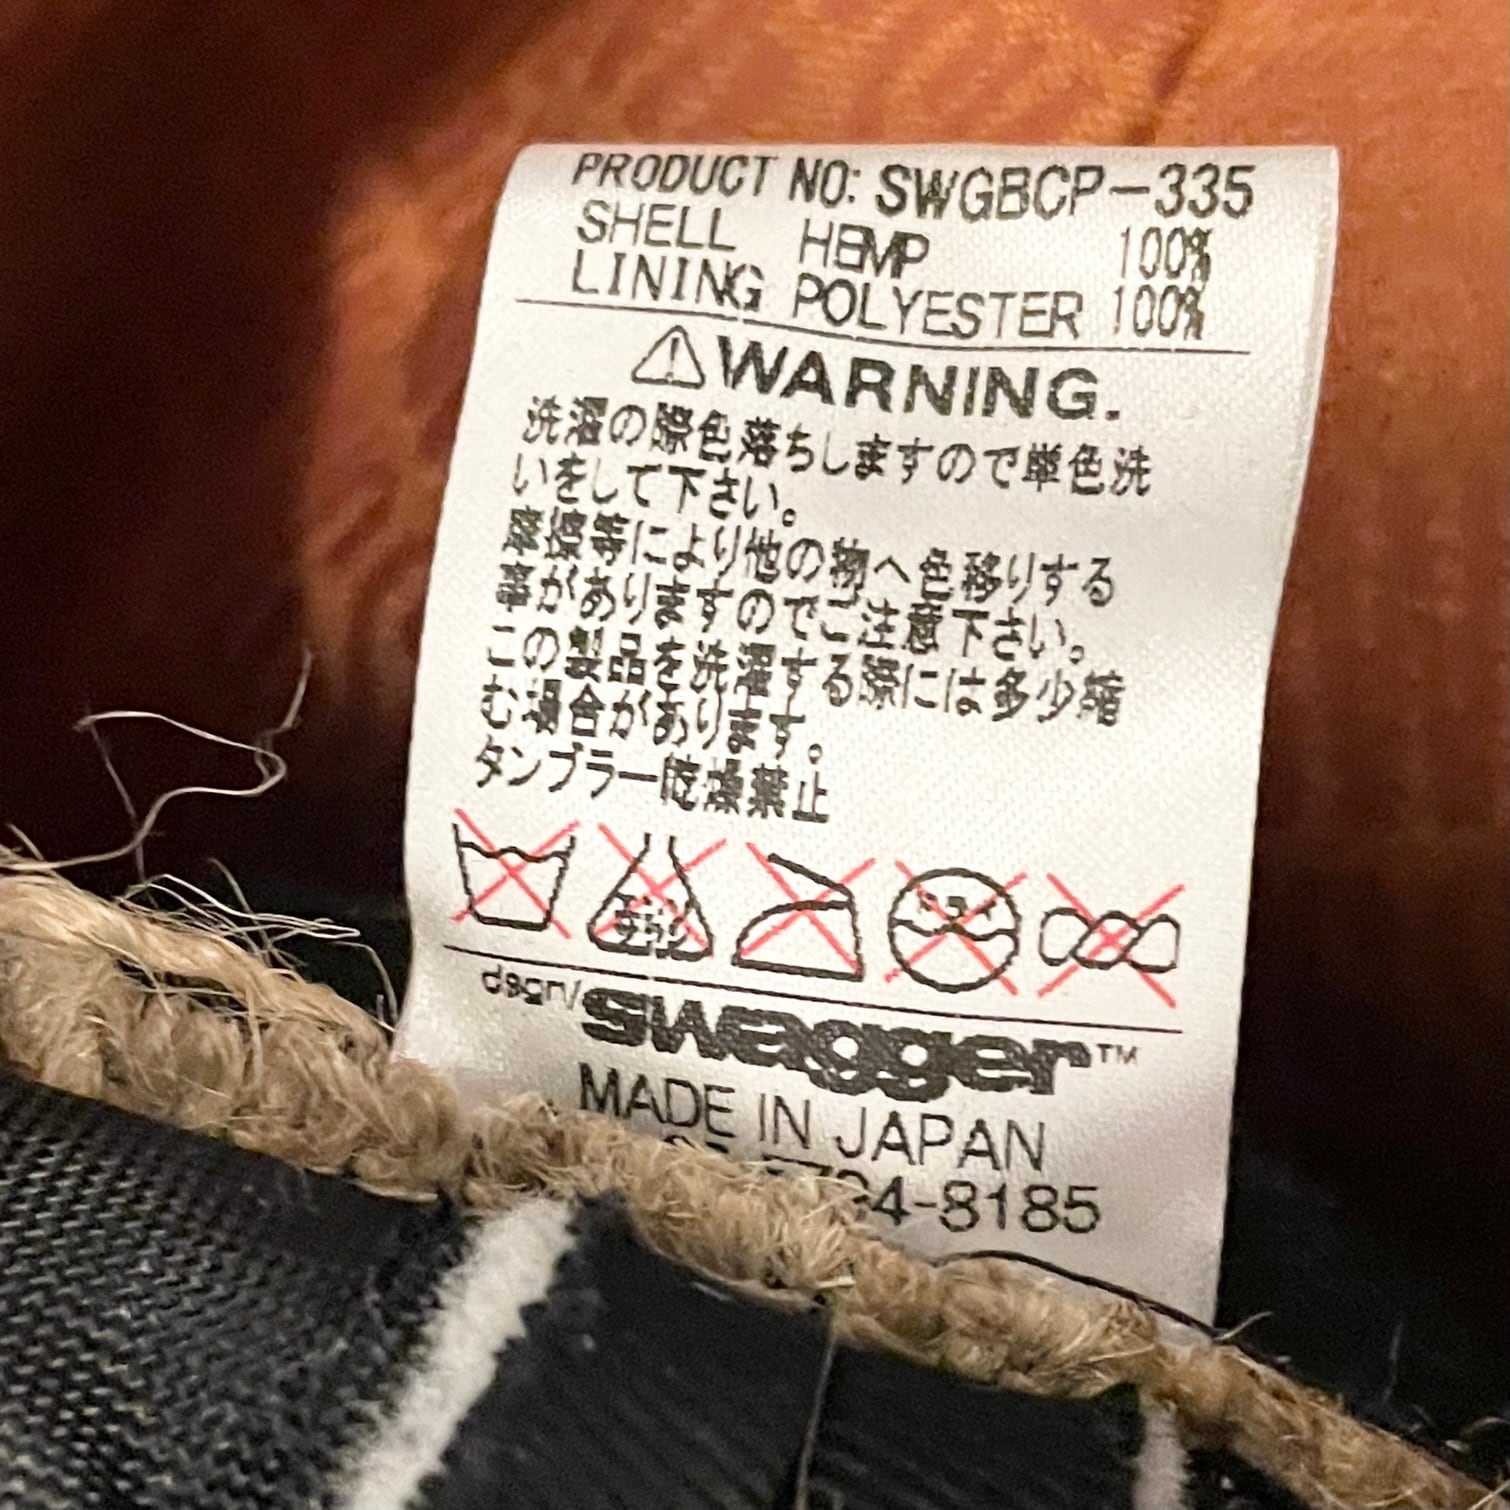 PRODUCT NO: SWGBCP-335
SHELL HEMP 100%
LINING POLYESTER 100%
WARNING.
洗濯の際色落ちしますので単色洗
いをして下さい。
摩擦等により他の物へ色移りする
事がありますのでご注意下さい。
この製品を洗濯する際には多少縮
む場合があります。
タンブラー乾燥禁止
dsgn/swagger™
MADE IN JAPAN
4-8185